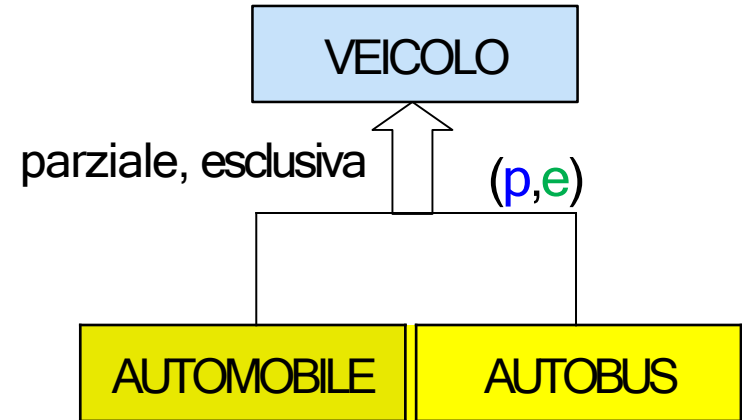 VEICOLO
parziale, esclusiva
(p,e)
AUTOMOBILE
AUTOBUS